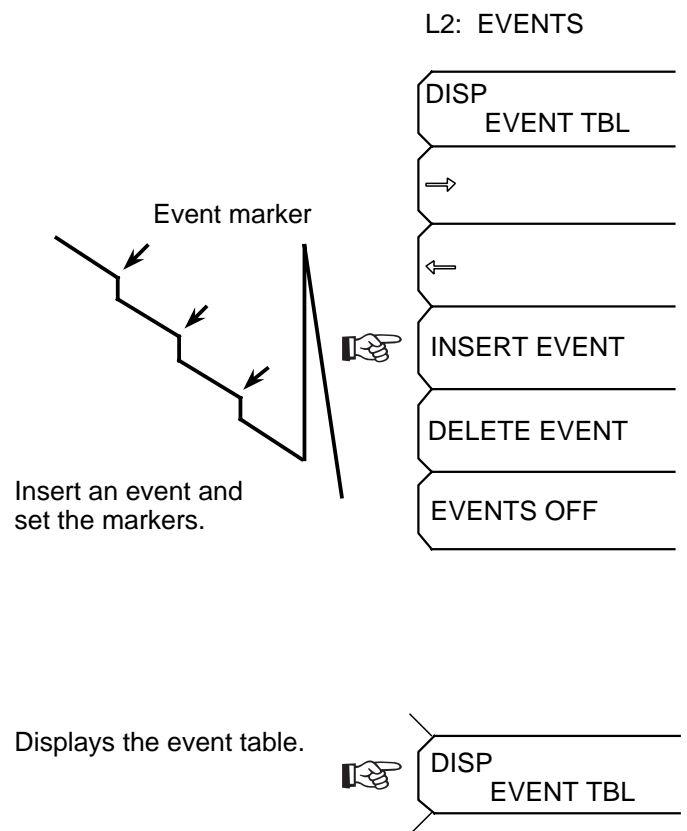 L2: EVENTS
DISP
EVENT TBL
⇒
Event marker
⇐
INSERT EVENT
DELETE EVENT
Insert an event and
set the markers.
EVENTS OFF
Displays the event table.
DISP
EVENT TBL